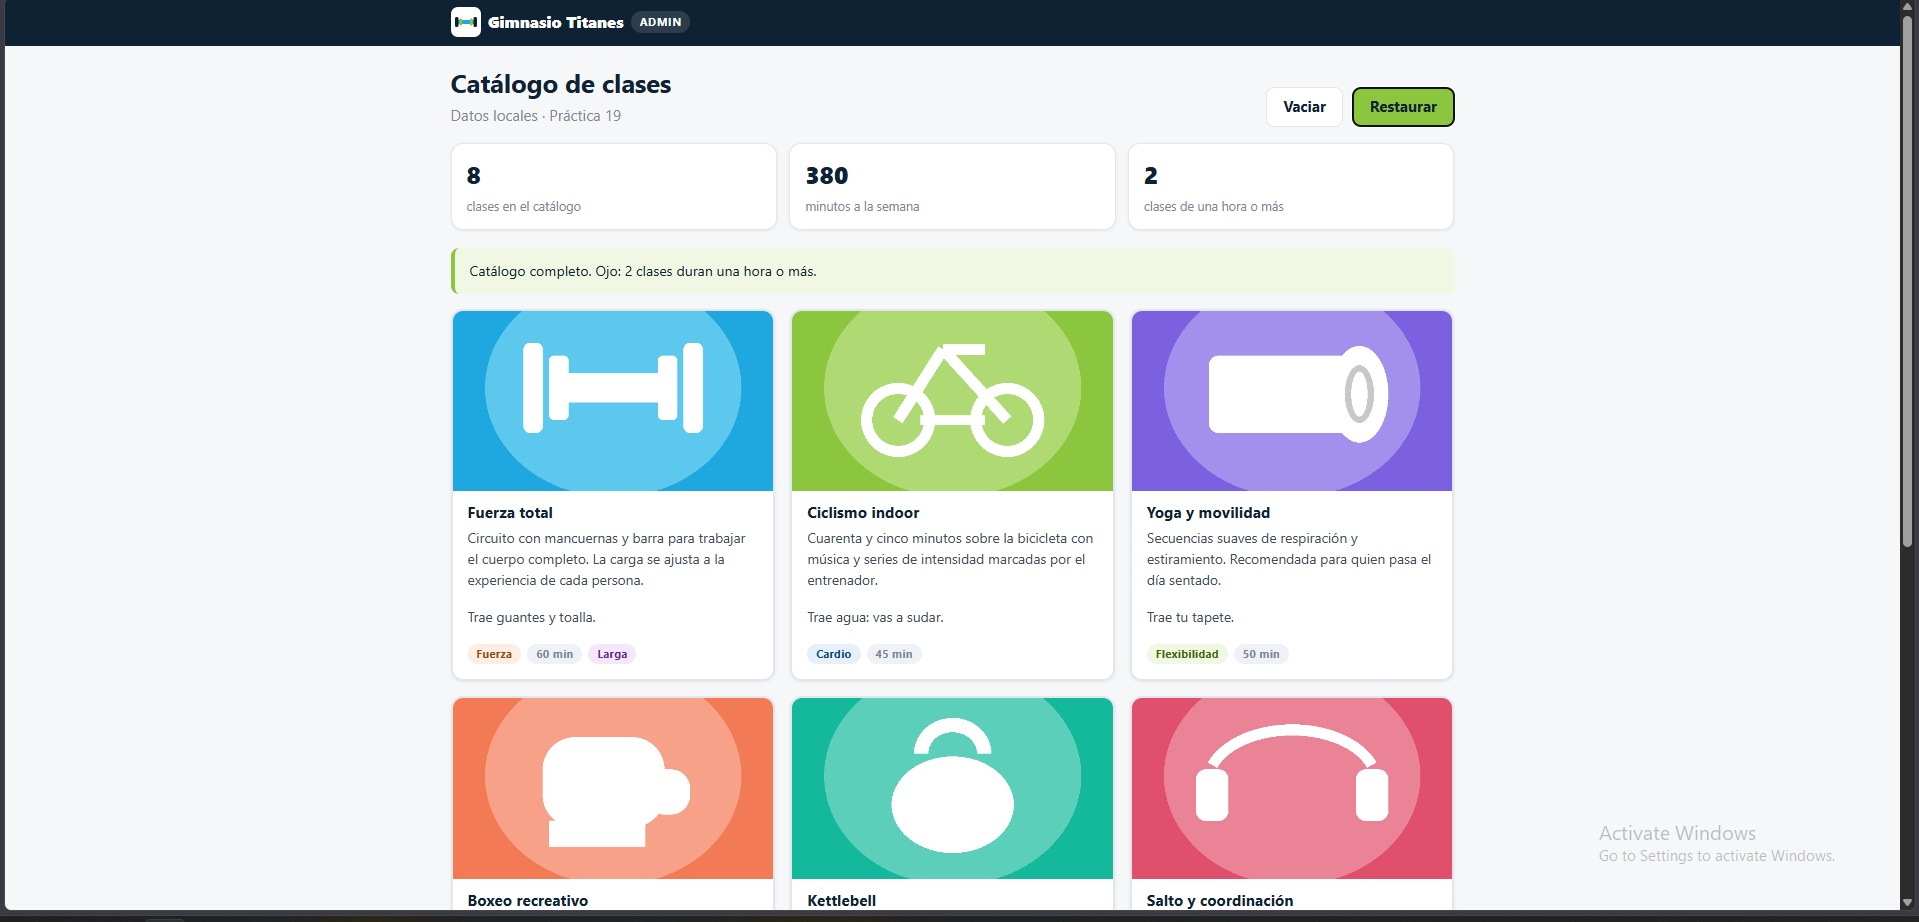 Gimnasio Titanes ADMIN
Catálogo de clases
Datos locales · Práctica 19
Vaciar
Restaurar
8
clases en el catálogo
380
minutos a la semana
2
clases de una hora o más
Catálogo completo. Ojo: 2 clases duran una hora o más.
Fuerza total
Circuito con mancuernas y barra para trabajar
el cuerpo completo. La carga se ajusta a la
experiencia de cada persona.
Trae guantes y toalla.
Fuerza 60 min Larga
Ciclismo indoor
Cuarenta y cinco minutos sobre la bicicleta con
música y series de intensidad marcadas por el
entrenador.
Trae agua: vas a sudar.
Cardio 45 min
Yoga y movilidad
Secuencias suaves de respiración y
estiramiento. Recomendada para quien pasa el
día sentado.
Trae tu tapete.
Flexibilidad 50 min
Boxeo recreativo
Kettlebell
Salto y coordinación
Activate Windows
Go to Settings to activate Windows.